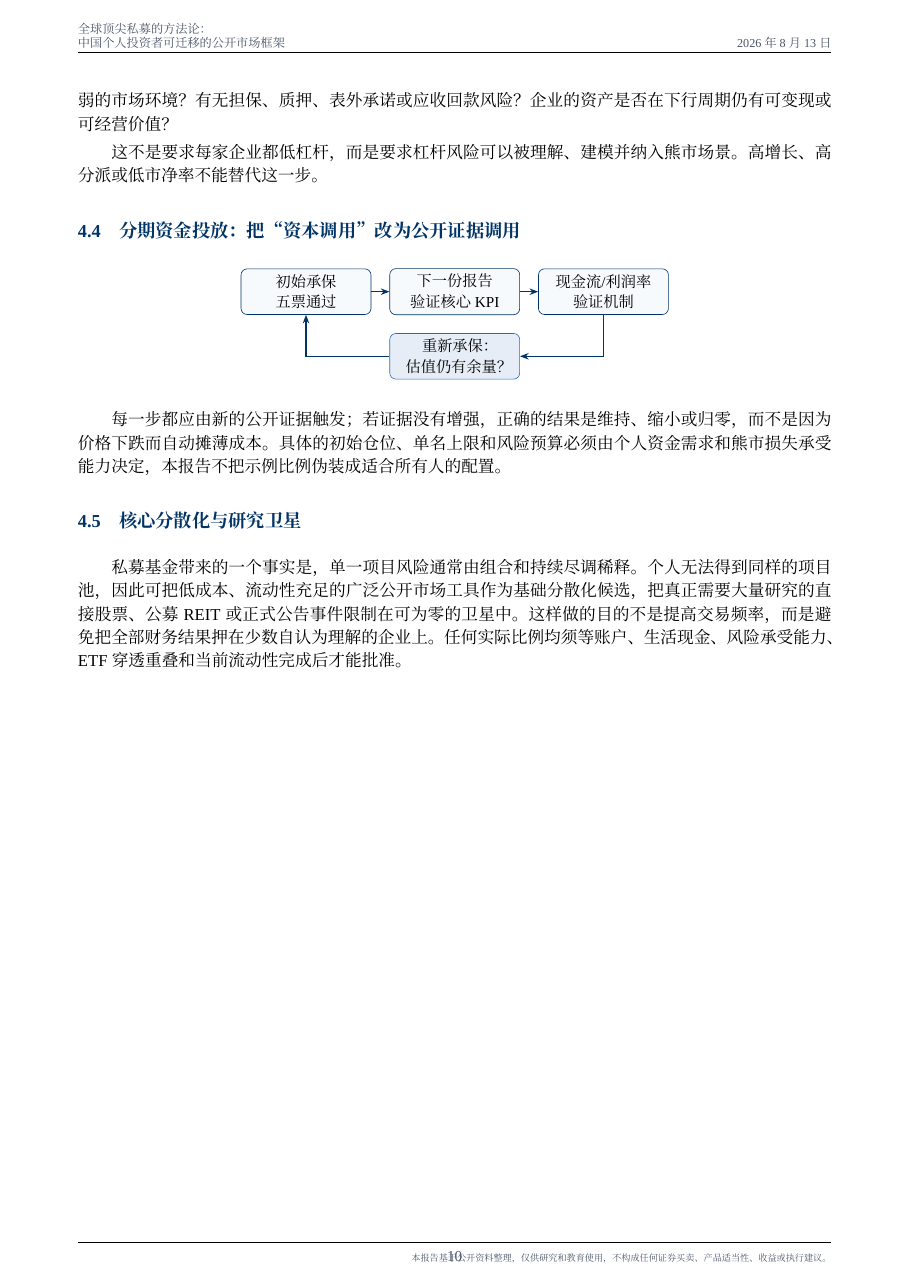 全球顶尖私募的方法论：
中国个人投资者可迁移的公开市场框架
2026 年 8 月 13 日
弱的市场环境？有无担保、质押、表外承诺或应收回款风险？企业的资产是否在下行周期仍有可变现或
可经营价值？
这不是要求每家企业都低杠杆，而是要求杠杆风险可以被理解、建模并纳入熊市场景。高增长、高
分派或低市净率不能替代这一步。
4.4 分期资金投放：把“资本调用”改为公开证据调用
初始承保
五票通过
下一份报告
验证核心 KPI
现金流/利润率
验证机制
重新承保：
估值仍有余量？
每一步都应由新的公开证据触发；若证据没有增强，正确的结果是维持、缩小或归零，而不是因为
价格下跌而自动摊薄成本。具体的初始仓位、单名上限和风险预算必须由个人资金需求和熊市损失承受
能力决定，本报告不把示例比例伪装成适合所有人的配置。
4.5 核心分散化与研究卫星
私募基金带来的一个事实是，单一项目风险通常由组合和持续尽调稀释。个人无法得到同样的项目
池，因此可把低成本、流动性充足的广泛公开市场工具作为基础分散化候选，把真正需要大量研究的直
接股票、公募 REIT 或正式公告事件限制在可为零的卫星中。这样做的目的不是提高交易频率，而是避
免把全部财务结果押在少数自认为理解的企业上。任何实际比例均须等账户、生活现金、风险承受能力、
ETF 穿透重叠和当前流动性完成后才能批准。
本报告基于公开资料整理，仅供研究和教育使用，不构成任何证券买卖、产品适当性、收益或执行建议。
10